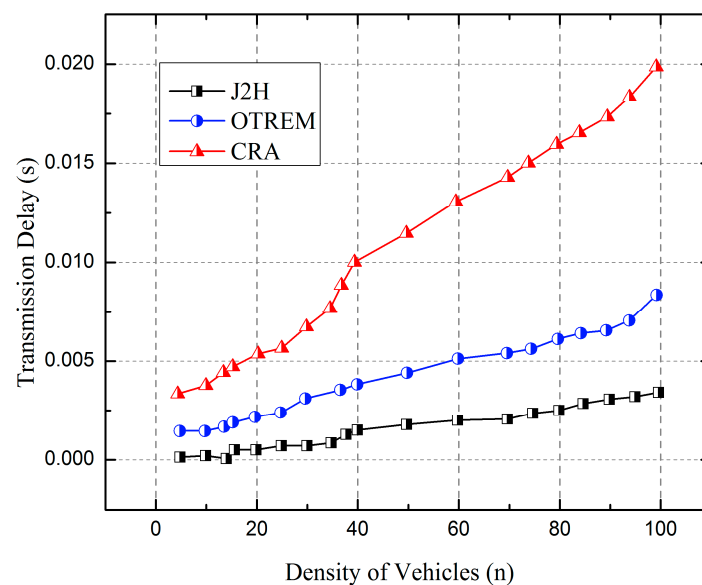 0.020
0.015
0.010
0.005
0.000
Transmission Delay (s)
J2H
OTREM
CRA
0 20 40 60 80 100
Density of Vehicles (n)